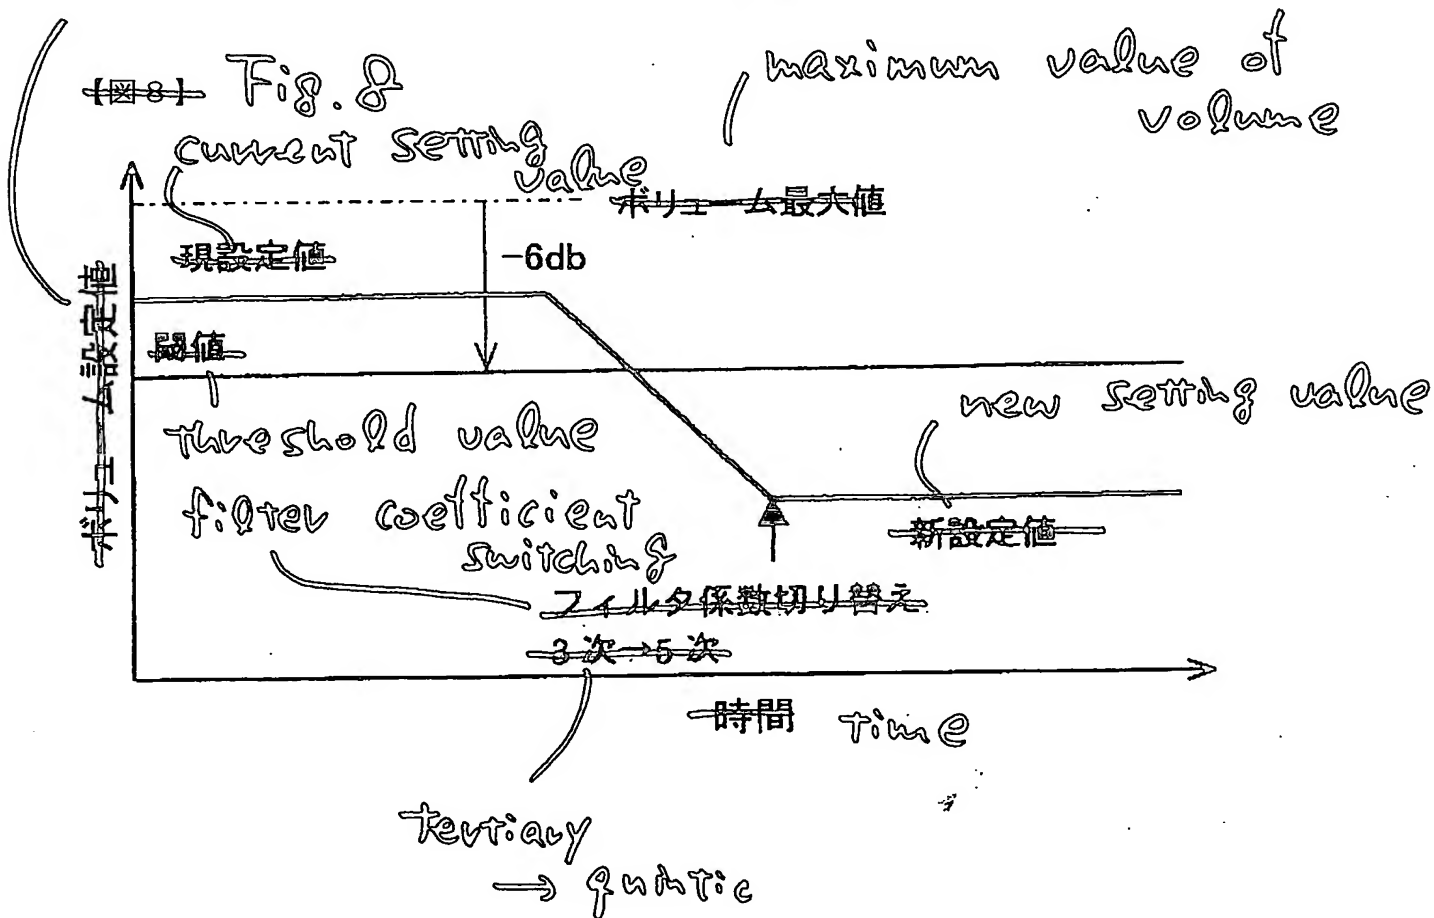 【図8】 Fig. 8
maximum value of
volume
current setting
value
ボリューム最大値
現設定値
-6db
ボリューム設定値
閾値
threshold value
new setting value
filter coefficient
switching
新設定値
フィルタ係数切り替え
3次→5次
時間 time
tertiary
→ quintic